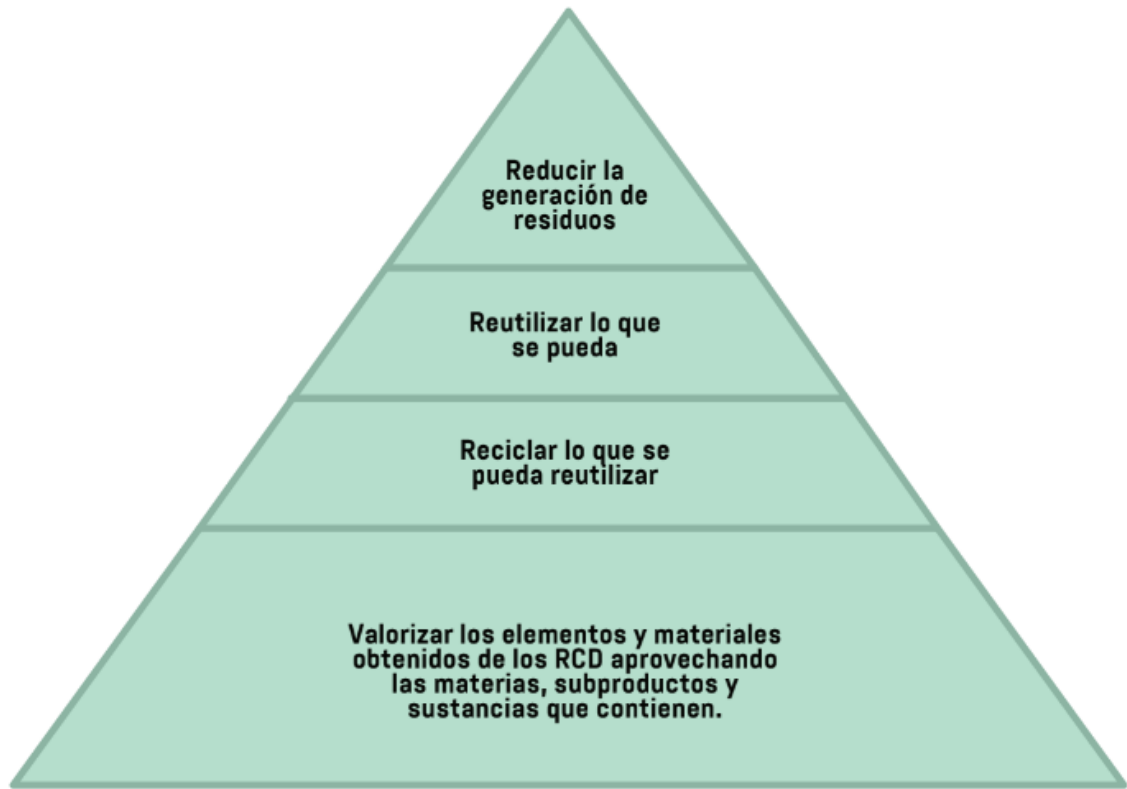 Reducir la
generación de
residuos
Reutilizar lo que
se pueda
Reciclar lo que se
pueda reutilizar
Valorizar los elementos y materiales
obtenidos de los RCD aprovechando
las materias, subproductos y
sustancias que contienen.